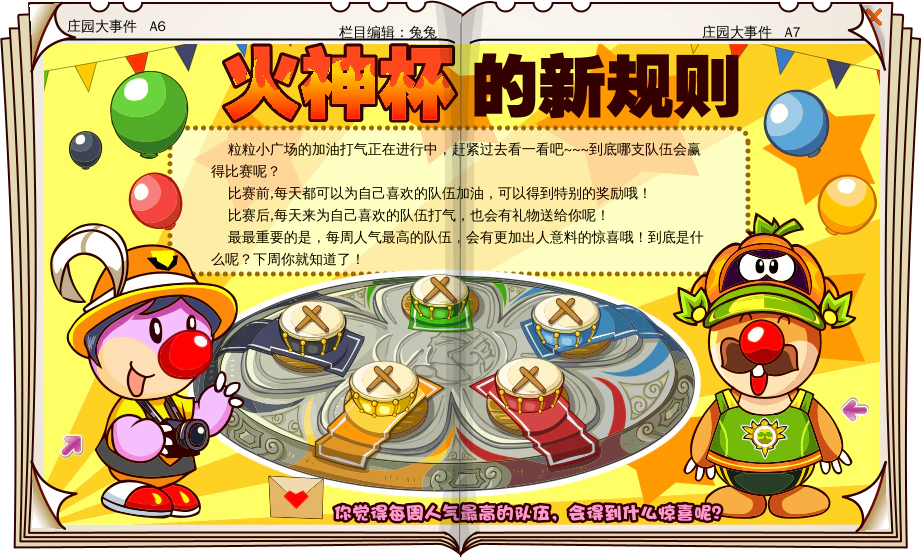 庄园大事件 A6
栏目编辑：兔兔
庄园大事件 A7
火神杯的新规则
粒粒小广场的加油打气正在进行中，赶紧过去看一看吧~~~到底哪支队伍会赢
得比赛呢？
比赛前,每天都可以为自己喜欢的队伍加油，可以得到特别的奖励哦！
比赛后,每天来为自己喜欢的队伍打气，也会有礼物送给你呢！
最最重要的是，每周人气最高的队伍，会有更加出人意料的惊喜哦！到底是什
么呢？下周你就知道了！
你觉得每周人气最高的队伍，会得到什么惊喜呢?